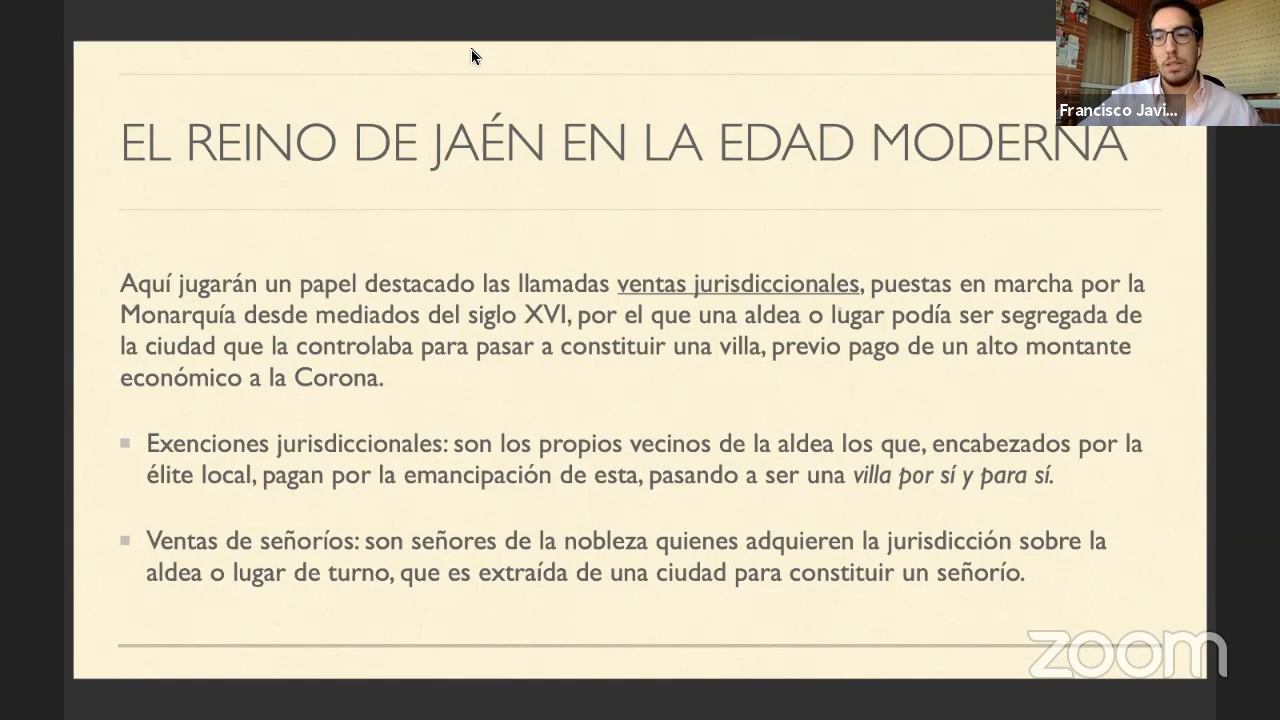 EL REINO DE JAÉN EN LA EDAD MODERNA
Francisco Javi...
Aquí jugarán un papel destacado las llamadas ventas jurisdiccionales, puestas en marcha por la
Monarquía desde mediados del siglo XVI, por el que una aldea o lugar podía ser segregada de
la ciudad que la controlaba para pasar a constituir una villa, previo pago de un alto montante
económico a la Corona.
Exenciones jurisdiccionales: son los propios vecinos de la aldea los que, encabezados por la
élite local, pagan por la emancipación de esta, pasando a ser una villa por sí y para sí.
Ventas de señoríos: son señores de la nobleza quienes adquieren la jurisdicción sobre la
aldea o lugar de turno, que es extraída de una ciudad para constituir un señorío.
zoom